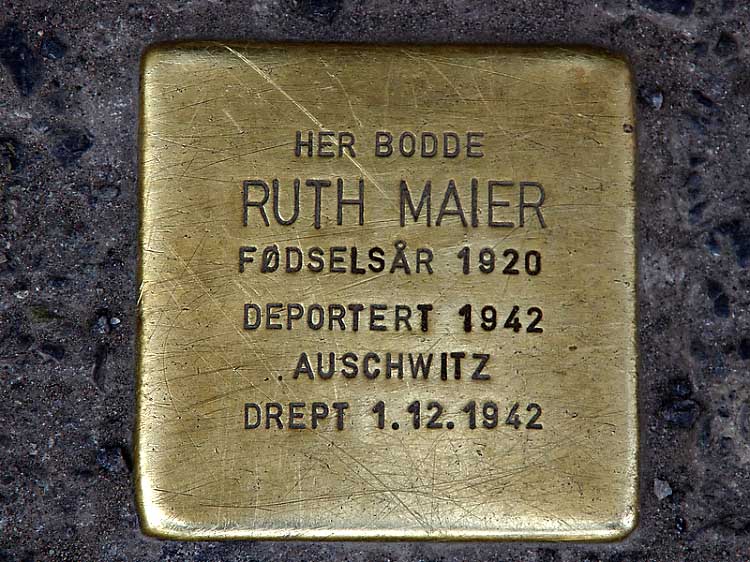 HER BODDE
RUTH MAIER
FØDSELSÅR 1920
DEPORTERT 1942
AUSCHWITZ
DREPT 1.12.1942